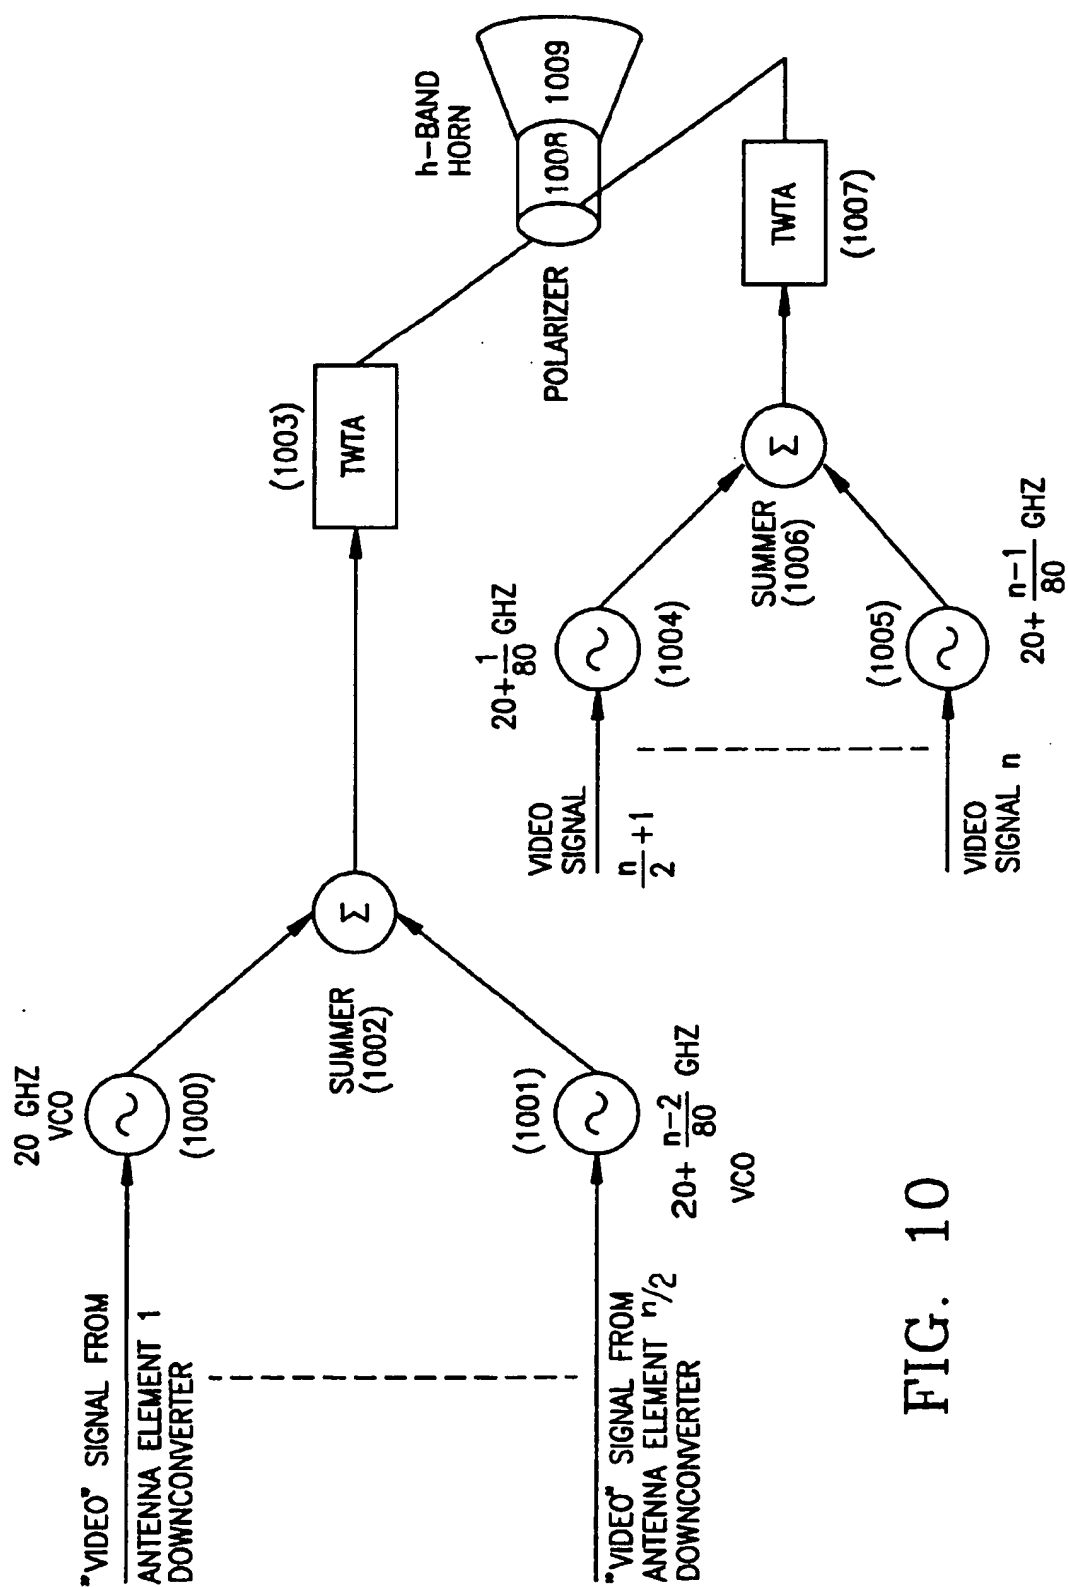 "VIDEO" SIGNAL FROM
ANTENNA ELEMENT 1
DOWNCONVERTER
20 GHZ
VCO
(1000)
"VIDEO" SIGNAL FROM
ANTENNA ELEMENT n/2
DOWNCONVERTER
(1001)
20+ n-2/80 GHZ
VCO
SUMMER
(1002)
Σ
(1003)
TWTA
h-BAND
HORN
1008
1009
POLARIZER
VIDEO
SIGNAL
n/2 +1
20+ 1/80 GHZ
(1004)
VIDEO
SIGNAL n
(1005)
20+ n-1/80 GHZ
SUMMER
(1006)
Σ
TWTA
(1007)
FIG. 10